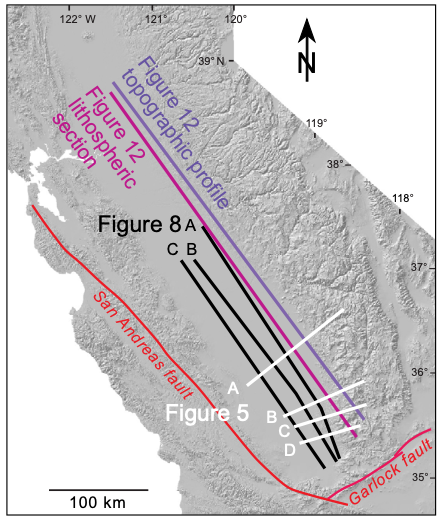 122° W
121°
120°
39° N
N
119°
38°
118°
Figure 12
topographic profile
Figure 12
lithospheric
section
Figure 8 A
C B
37°
San Andreas fault
36°
A
Figure 5
B
C
D
35°
Garlock fault
100 km